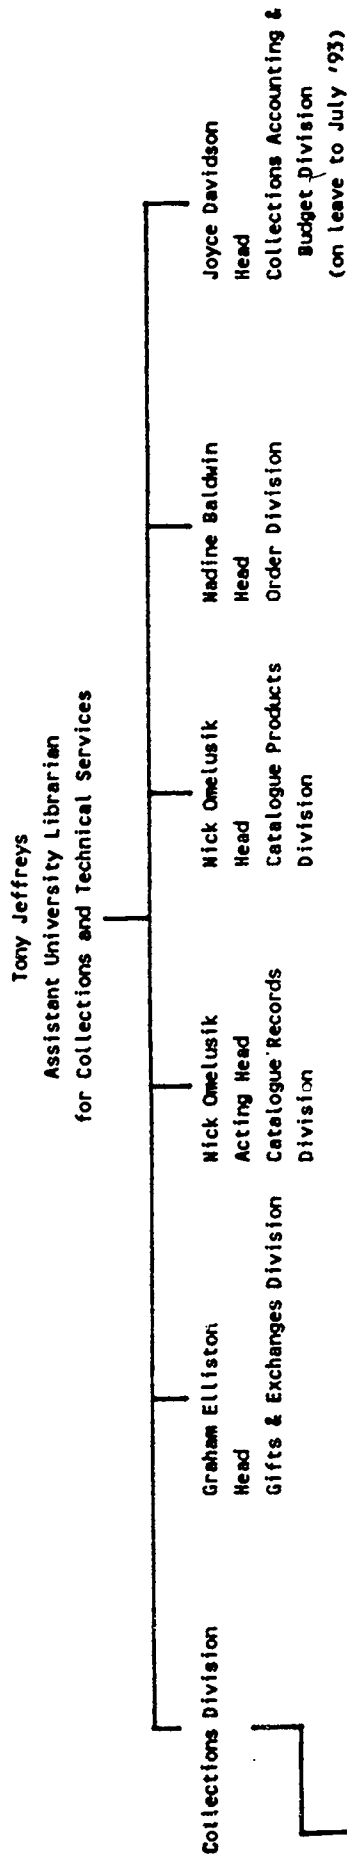 Tony Jeffreys
Assistant University Librarian
for Collections and Technical Services
Collections Division
Graham Elliston
Head
Gifts & Exchanges Division
Nick Omelusik
Acting Head
Catalogue Records
Division
Nick Omelusik
Head
Catalogue Products
Division
Nadine Baldwin
Head
Order Division
Joyce Davidson
Head
Collections Accounting &
Budget Division
(on leave to July '93)